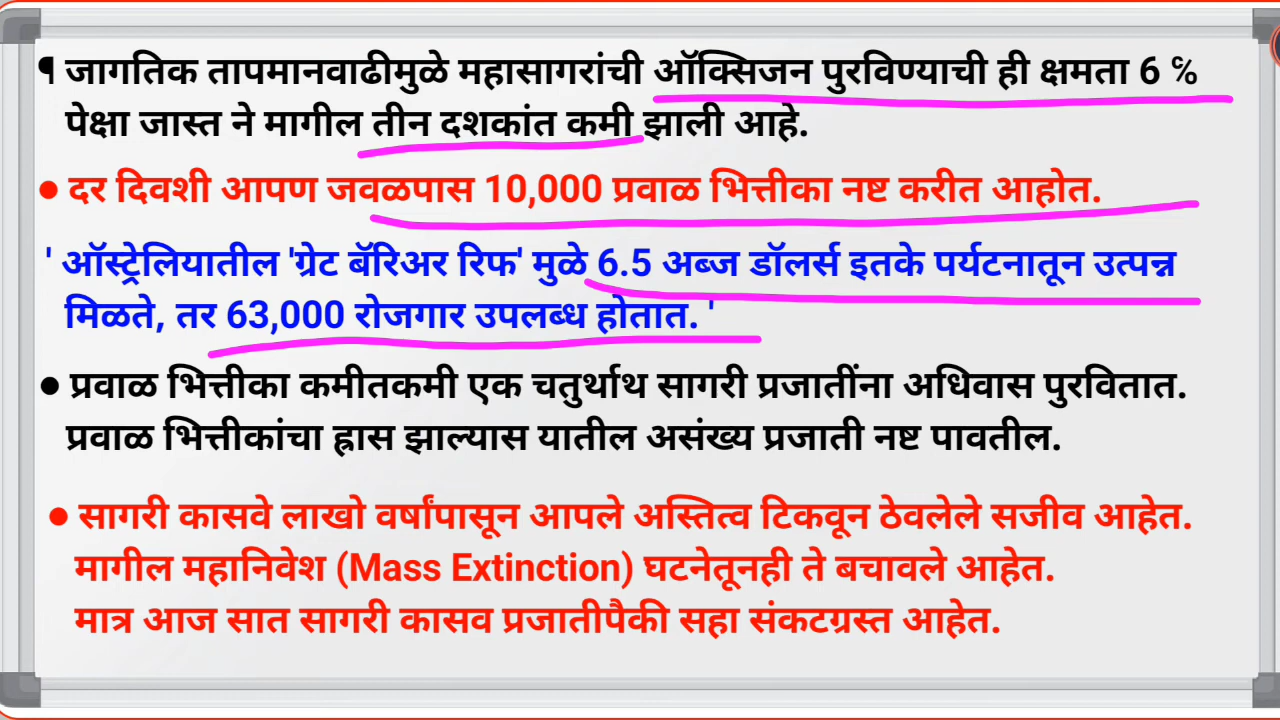 ¶ जागतिक तापमानवाढीमुळे महासागरांची ऑक्सिजन पुरविण्याची ही क्षमता 6 ℅
पेक्षा जास्त ने मागील तीन दशकांत कमी झाली आहे.
● दर दिवशी आपण जवळपास 10,000 प्रवाळ भित्तीका नष्ट करीत आहोत.
' ऑस्ट्रेलियातील 'ग्रेट बॅरिअर रिफ' मुळे 6.5 अब्ज डॉलर्स इतके पर्यटनातून उत्पन्न
मिळते, तर 63,000 रोजगार उपलब्ध होतात. '
● प्रवाळ भित्तीका कमीतकमी एक चतुर्थाथ सागरी प्रजातींना अधिवास पुरवितात.
प्रवाळ भित्तीकांचा ह्रास झाल्यास यातील असंख्य प्रजाती नष्ट पावतील.
● सागरी कासवे लाखो वर्षांपासून आपले अस्तित्व टिकवून ठेवलेले सजीव आहेत.
मागील महानिवेश (Mass Extinction) घटनेतूनही ते बचावले आहेत.
मात्र आज सात सागरी कासव प्रजातीपैकी सहा संकटग्रस्त आहेत.